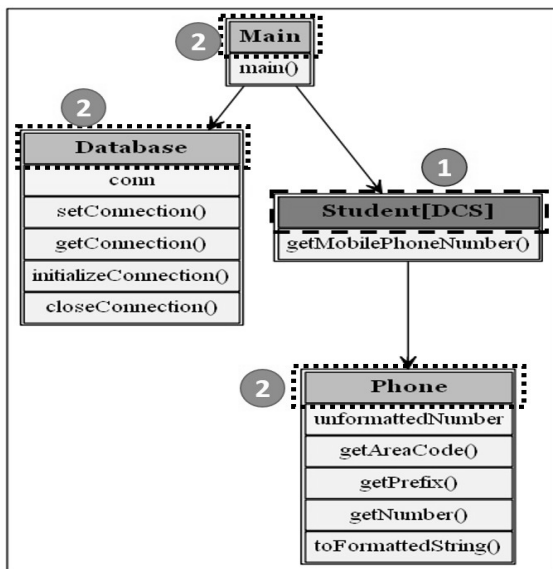 2
Main
main()
2
Database
conn
setConnection()
getConnection()
initializeConnection()
closeConnection()
1
Student[DCS]
getMobilePhoneNumber()
2
Phone
unformattedNumber
getAreaCode()
getPrefix()
getNumber()
toFormattedString()